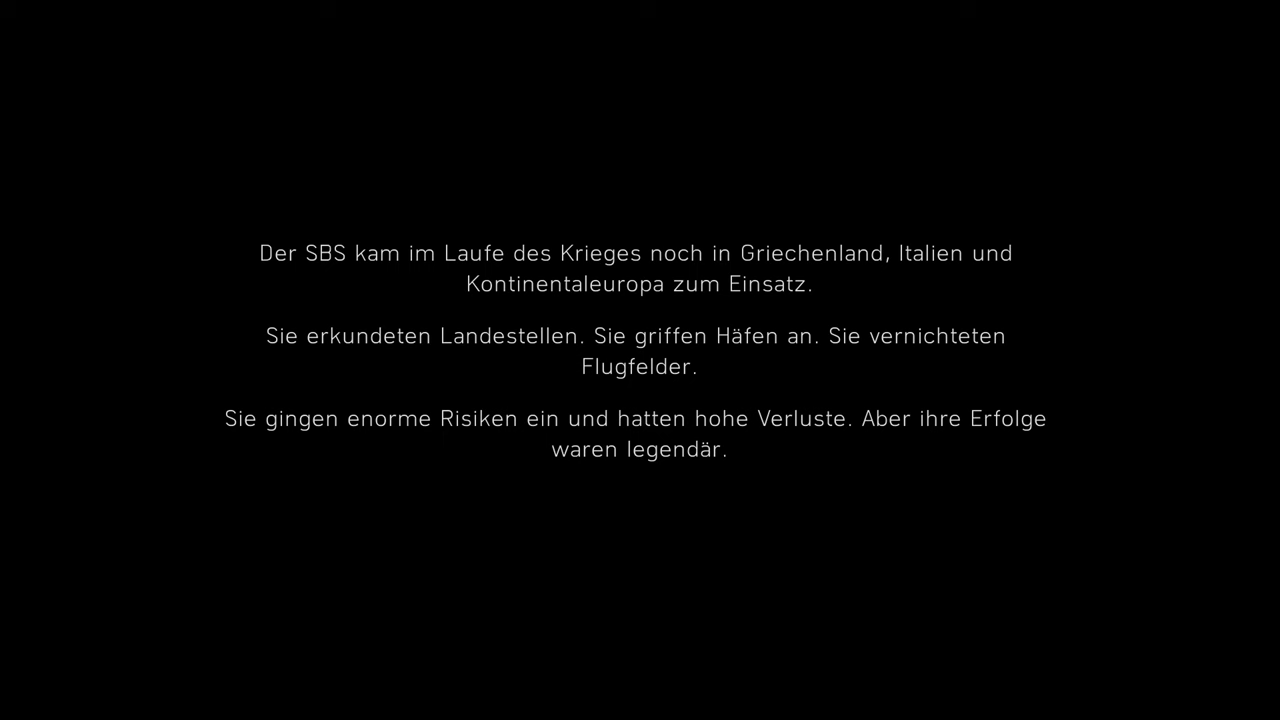 Der SBS kam im Laufe des Krieges noch in Griechenland, Italien und
Kontinentaleuropa zum Einsatz.
Sie erkundeten Landestellen. Sie griffen Häfen an. Sie vernichteten
Flugfelder.
Sie gingen enorme Risiken ein und hatten hohe Verluste. Aber ihre Erfolge
waren legendär.